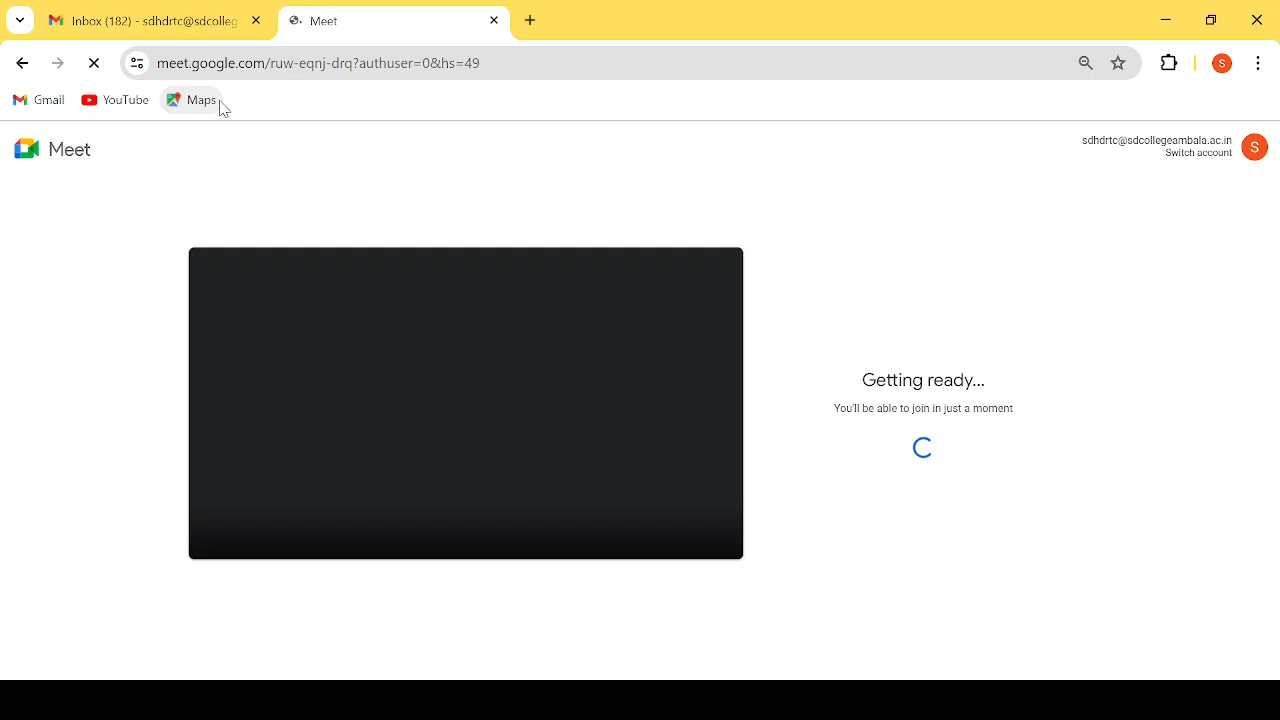 Inbox (182) - sdhdrtc@sdcolleg
Meet
meet.google.com/ruw-eqnj-drq?authuser=0&hs=49
S
Gmail
YouTube
Maps
Meet
sdhdrtc@sdcollegeambala.ac.in
Switch account
S
Getting ready...
You'll be able to join in just a moment